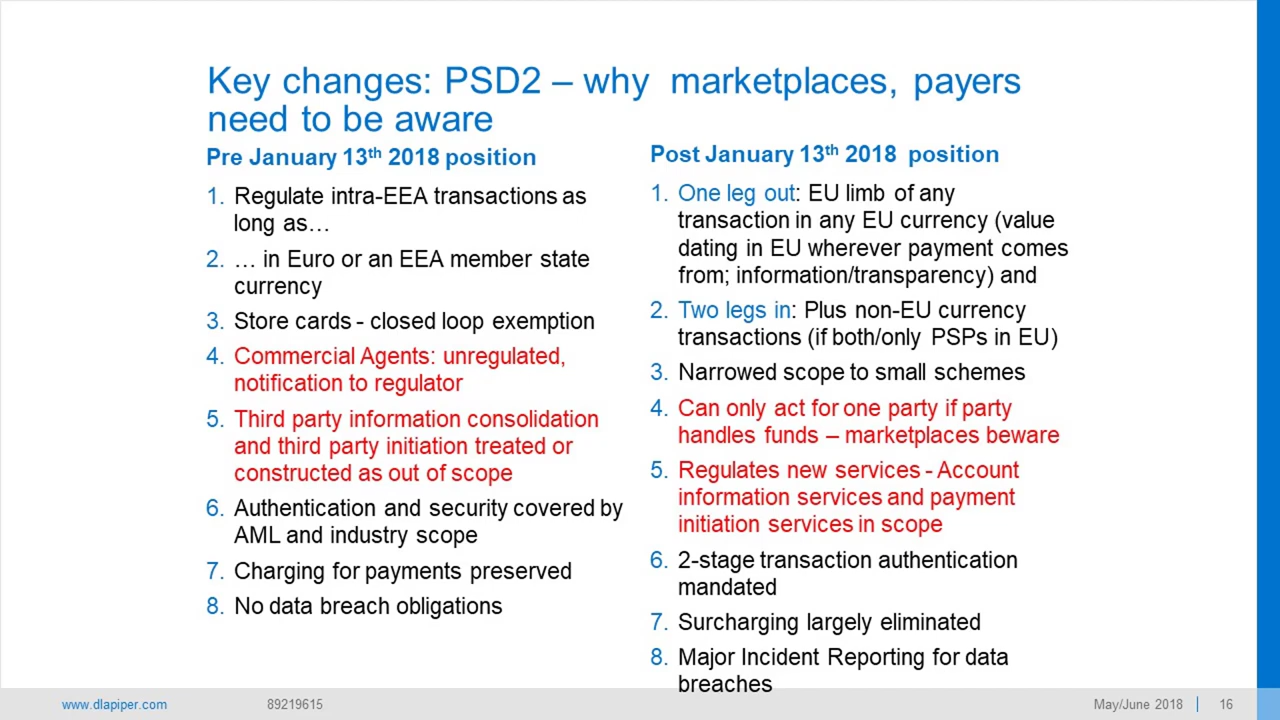 Key changes: PSD2 – why marketplaces, payers
need to be aware
Pre January 13th 2018 position
1. Regulate intra-EEA transactions as
long as…
2. … in Euro or an EEA member state
currency
3. Store cards - closed loop exemption
4. Commercial Agents: unregulated,
notification to regulator
5. Third party information consolidation
and third party initiation treated or
constructed as out of scope
6. Authentication and security covered by
AML and industry scope
7. Charging for payments preserved
8. No data breach obligations
Post January 13th 2018 position
1. One leg out: EU limb of any
transaction in any EU currency (value
dating in EU wherever payment comes
from; information/transparency) and
2. Two legs in: Plus non-EU currency
transactions (if both/only PSPs in EU)
3. Narrowed scope to small schemes
4. Can only act for one party if party
handles funds – marketplaces beware
5. Regulates new services - Account
information services and payment
initiation services in scope
6. 2-stage transaction authentication
mandated
7. Surcharging largely eliminated
8. Major Incident Reporting for data
breaches
www.dlapiper.com 89219615 May/June 2018 | 16